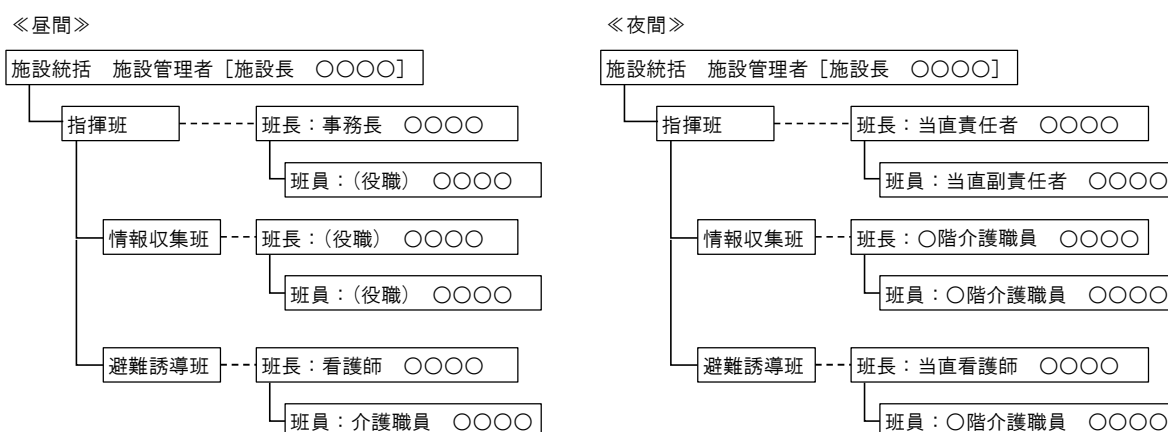 ≪昼間≫
施設統括　施設管理者［施設長　○○○○］
指揮班
班長：事務長　○○○○
班員：（役職）　○○○○
情報収集班
班長：（役職）　○○○○
班員：（役職）　○○○○
避難誘導班
班長：看護師　○○○○
班員：介護職員　○○○○
≪夜間≫
施設統括　施設管理者［施設長　○○○○］
指揮班
班長：当直責任者　○○○○
班員：当直副責任者　○○○○
情報収集班
班長：○階介護職員　○○○○
班員：○階介護職員　○○○○
避難誘導班
班長：当直看護師　○○○○
班員：○階介護職員　○○○○